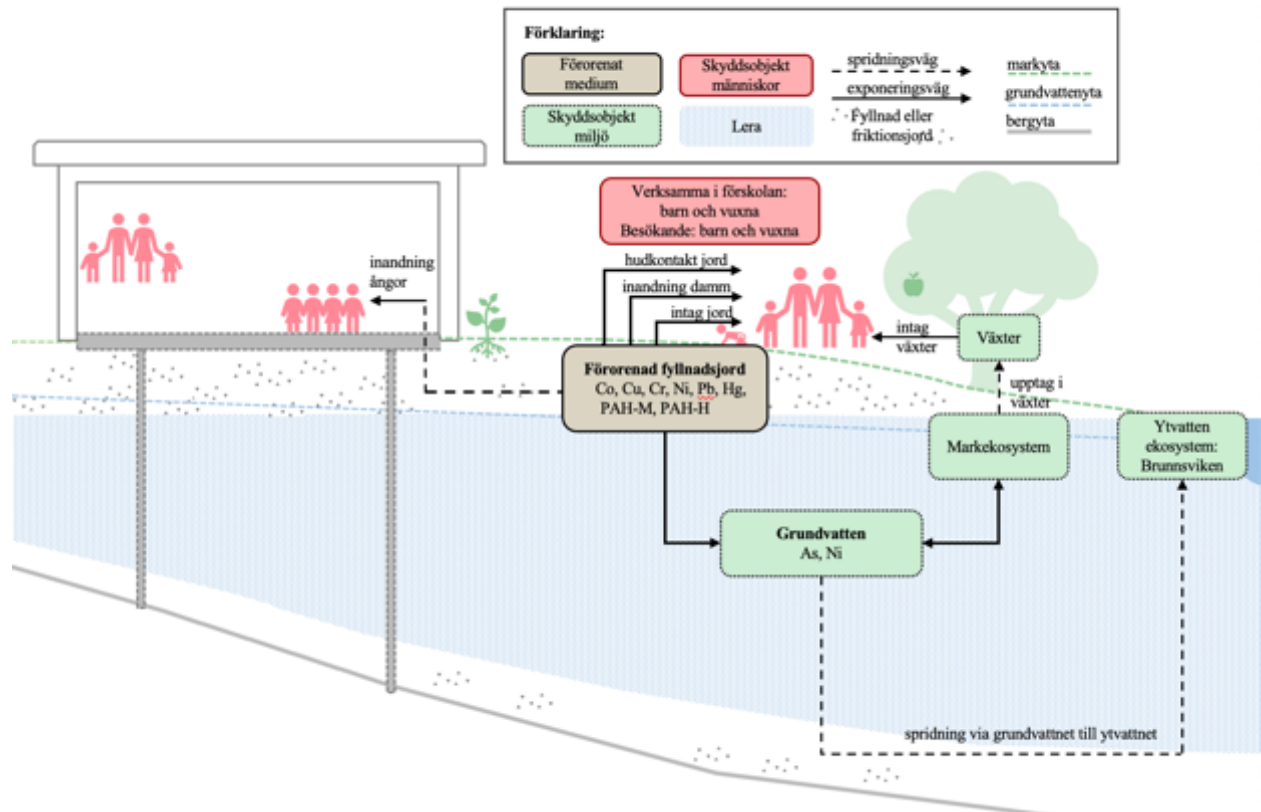 Förklaring:
Förorenat
medium
Skyddsobjekt
människor
spridningsväg
exponeringsväg
Fyllnad eller
friktionsjord
markyta
grundvattenyta
bergyta
Skyddsobjekt
miljö
Lera
Verksamma i förskolan:
barn och vuxna
Besökande: barn och vuxna
inandning
ångor
hudkontakt jord
inandning damm
intag jord
intag
växter
Växter
upptag i
växter
Förorenad fyllnadsjord
Co, Cu, Cr, Ni, Pb, Hg,
PAH-M, PAH-H
Markekosystem
Ytvatten
ekosystem:
Brunnsviken
Grundvatten
As, Ni
spridning via grundvattnet till ytvattnet